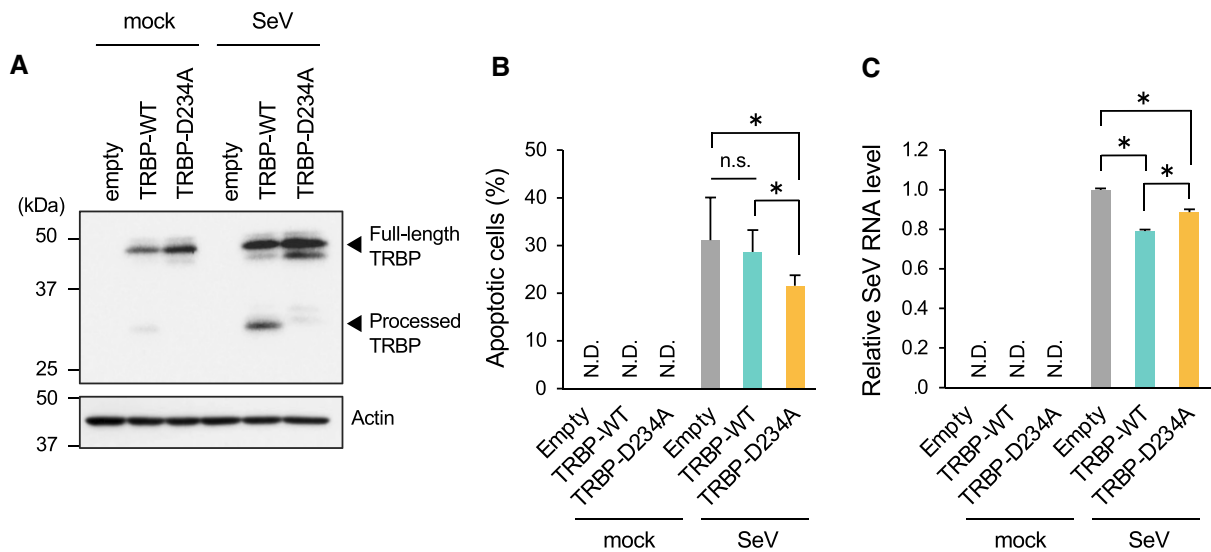 mock
SeV
A
empty
TRBP-WT
TRBP-D234A
empty
TRBP-WT
TRBP-D234A
(kDa)
50
37
25
Full-length
TRBP
Processed
TRBP
50
37
Actin
B
Apoptotic cells (%)
50
40
30
20
10
0
N.D.
N.D.
N.D.
n.s.
*
*
Empty
TRBP-WT
TRBP-D234A
Empty
TRBP-WT
TRBP-D234A
mock
SeV
C
Relative SeV RNA level
1.2
1.0
0.8
0.6
0.4
0.2
.0
N.D.
N.D.
N.D.
*
*
*
Empty
TRBP-WT
TRBP-D234A
Empty
TRBP-WT
TRBP-D234A
mock
SeV